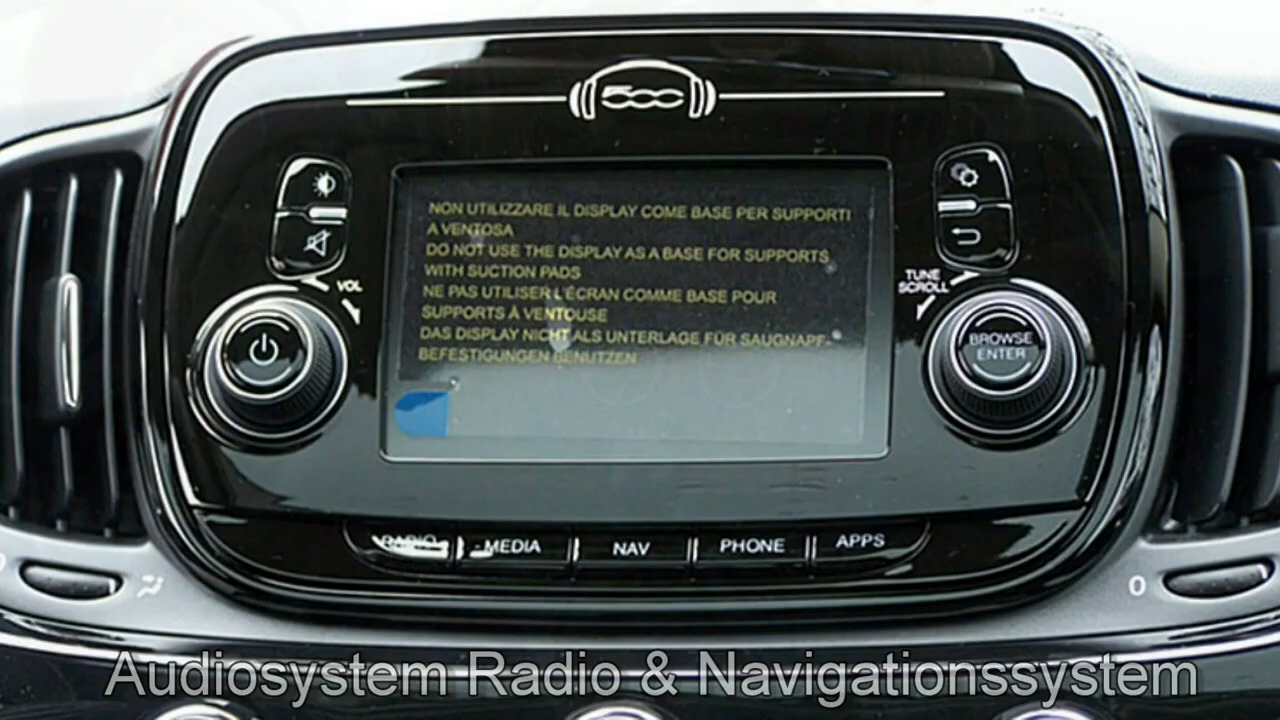 500
NON UTILIZZARE IL DISPLAY COME BASE PER SUPPORTI
A VENTOSA
DO NOT USE THE DISPLAY AS A BASE FOR SUPPORTS
WITH SUCTION PADS
NE PAS UTILISER L'ÉCRAN COMME BASE POUR
SUPPORTS À VENTOUSE
DAS DISPLAY NICHT ALS UNTERLAGE FÜR SAUGNAPF-
BEFESTIGUNGEN BENUTZEN
VOL
TUNE
SCROLL
BROWSE
ENTER
RADIO MEDIA NAV PHONE APPS
0
Audiosystem Radio & Navigationssystem